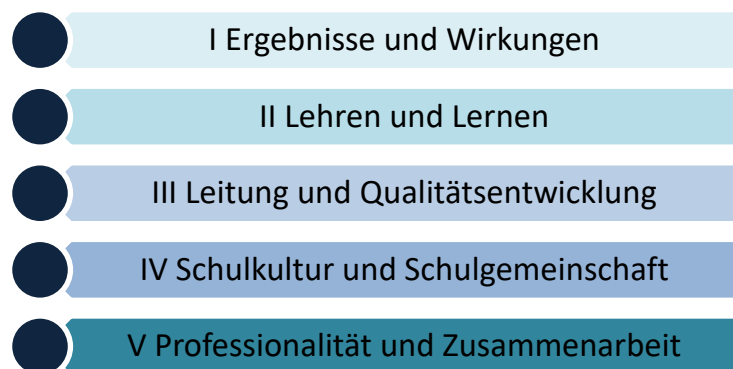 I Ergebnisse und Wirkungen
II Lehren und Lernen
III Leitung und Qualitätsentwicklung
IV Schulkultur und Schulgemeinschaft
V Professionalität und Zusammenarbeit